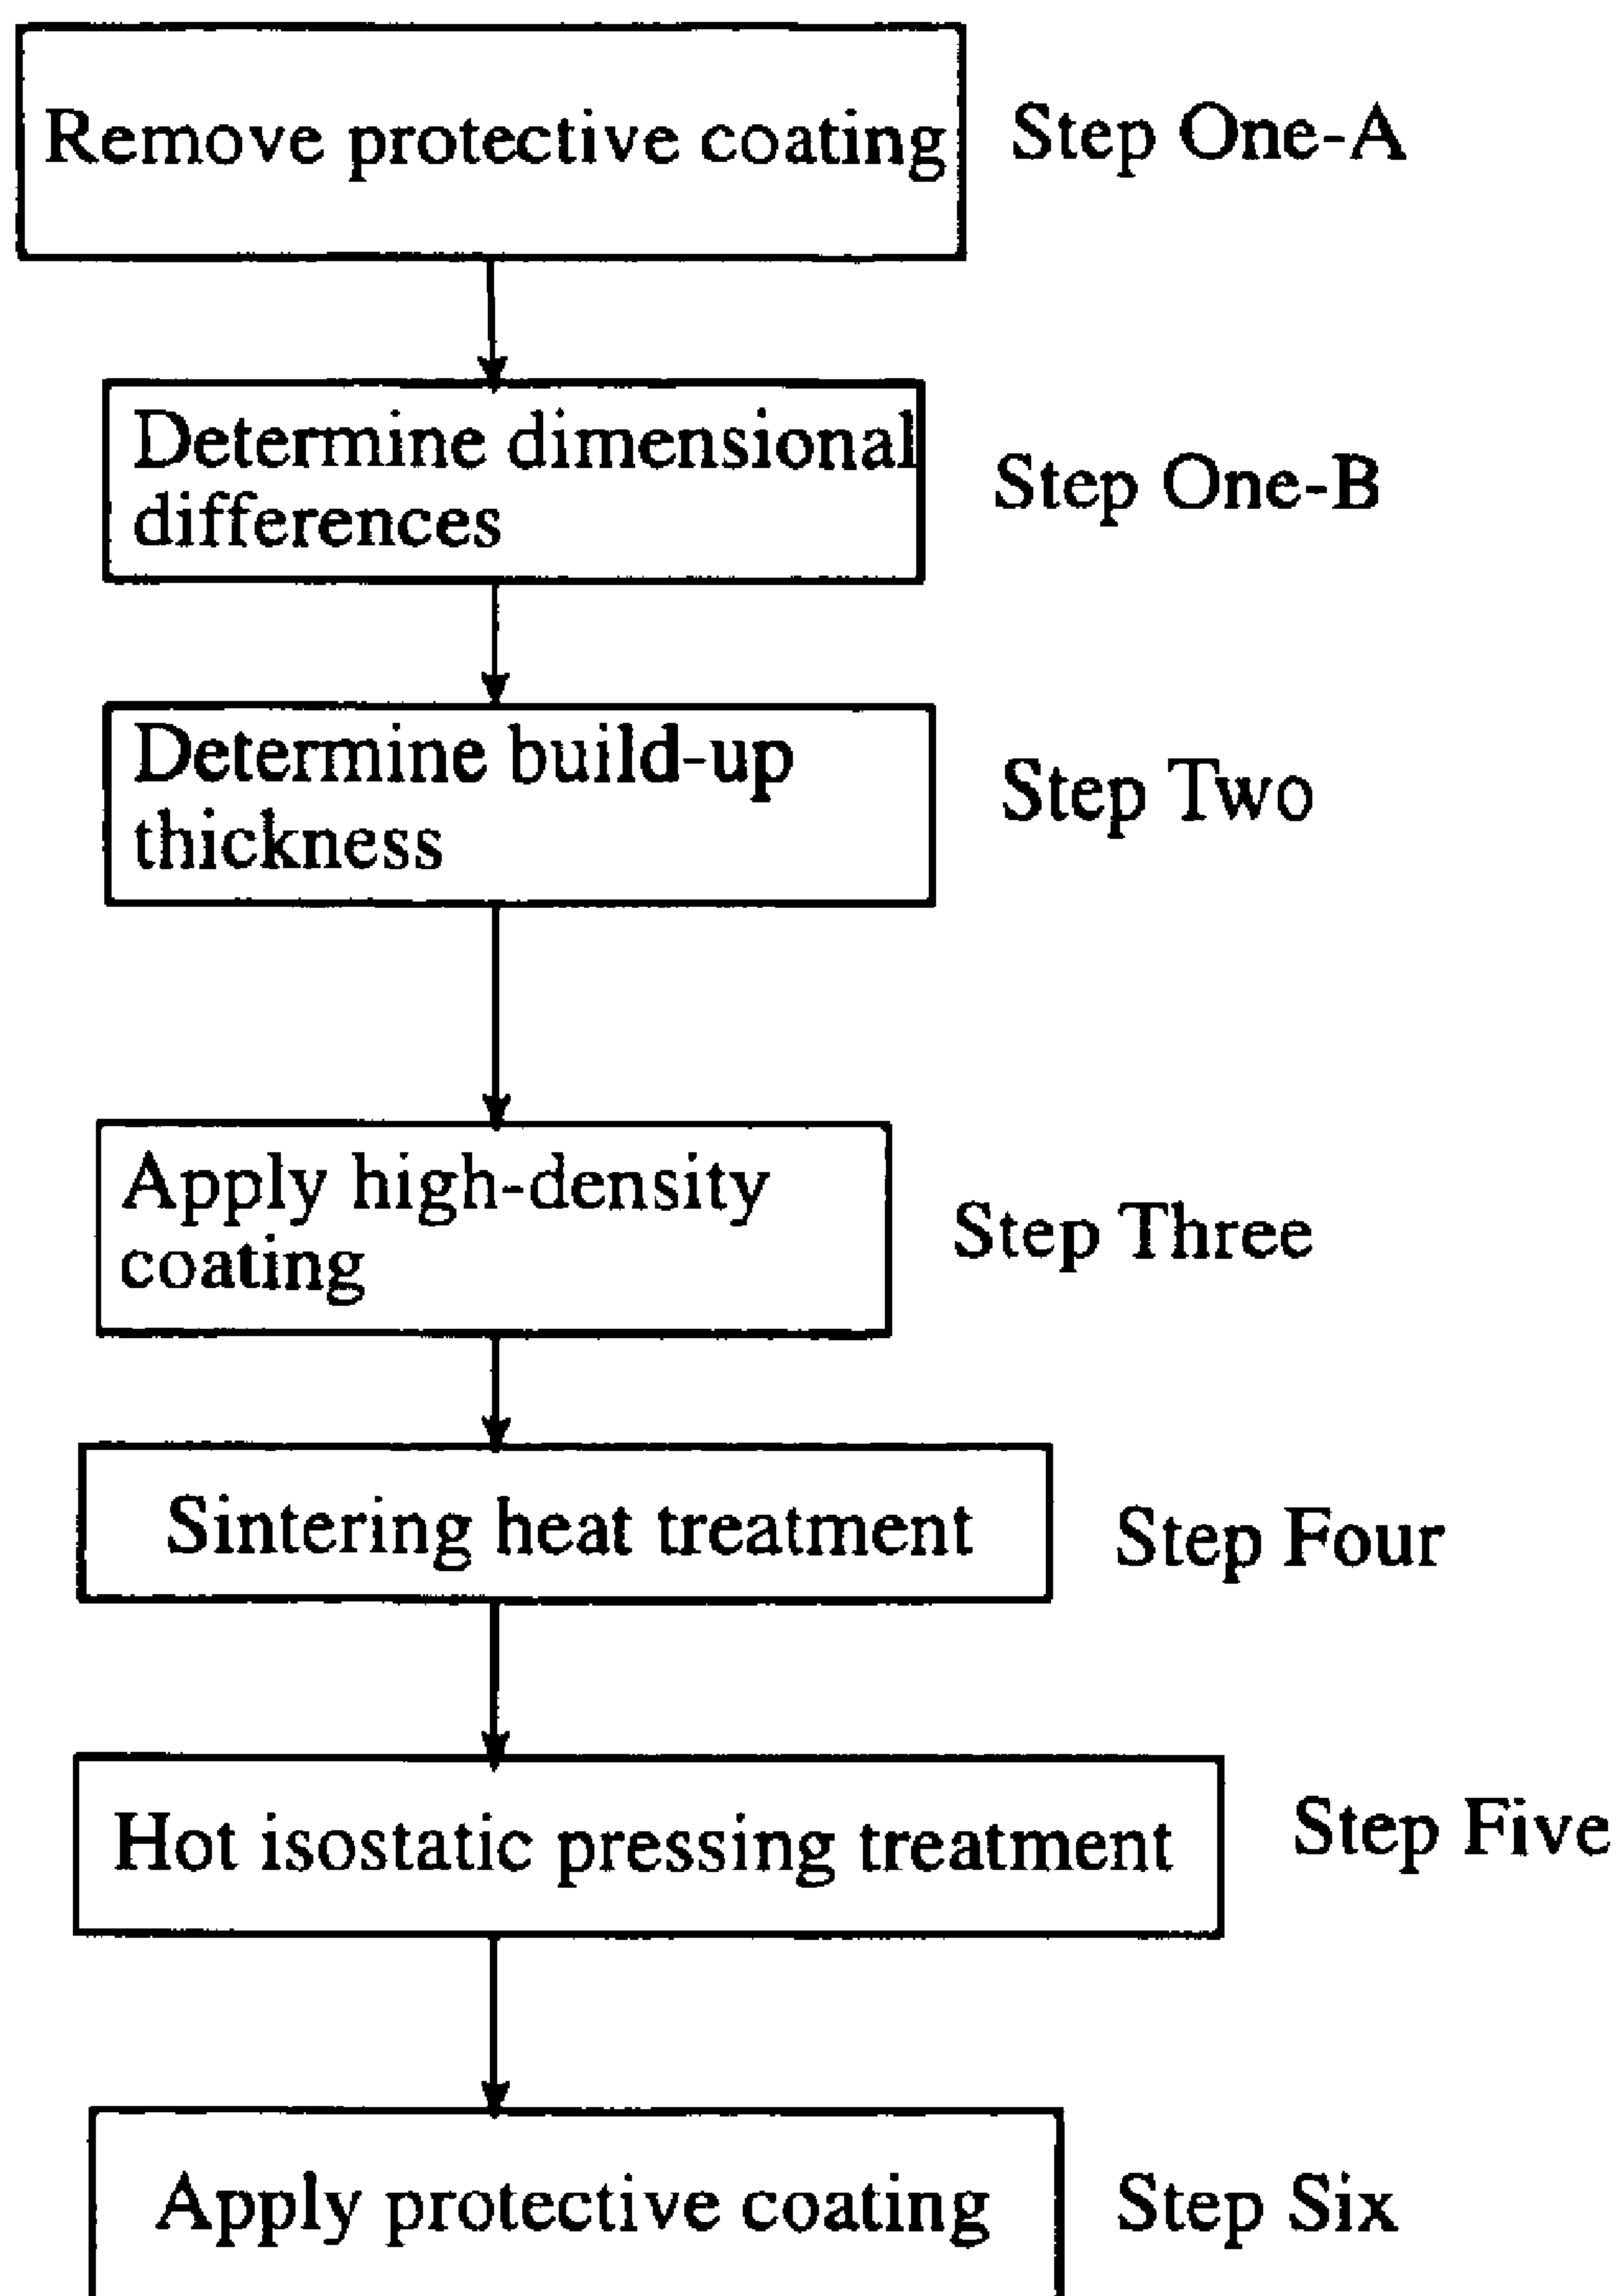 Remove protective coating
Step One-A
Determine dimensional
differences
Step One-B
Determine build-up
thickness
Step Two
Apply high-density
coating
Step Three
Sintering heat treatment
Step Four
Hot isostatic pressing treatment
Step Five
Apply protective coating
Step Six